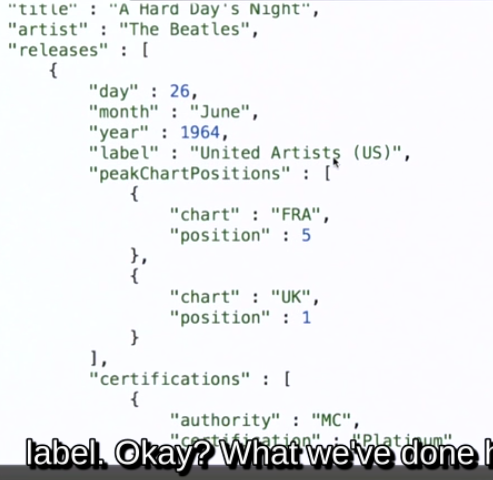 "title" : "A Hard Day's Night",
"artist" : "The Beatles",
"releases" : [
{
"day" : 26,
"month" : "June",
"year" : 1964,
"label" : "United Artists (US)",
"peakChartPositions" : [
{
"chart" : "FRA",
"position" : 5
},
{
"chart" : "UK",
"position" : 1
}
],
"certifications" : [
{
"authority" : "MC",
"certification" : "Platinum"
label. Okay? What we've done h